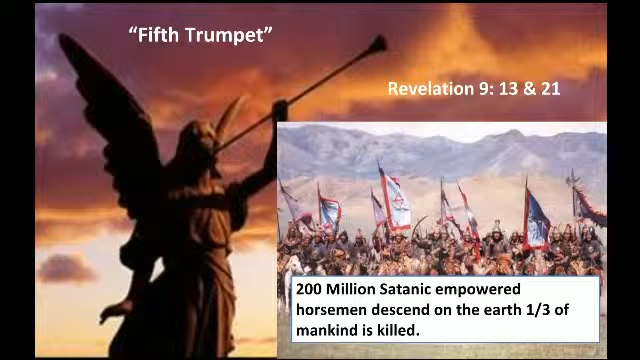 “Fifth Trumpet”
Revelation 9: 13 & 21
200 Million Satanic empowered
horsemen descend on the earth 1/3 of
mankind is killed.